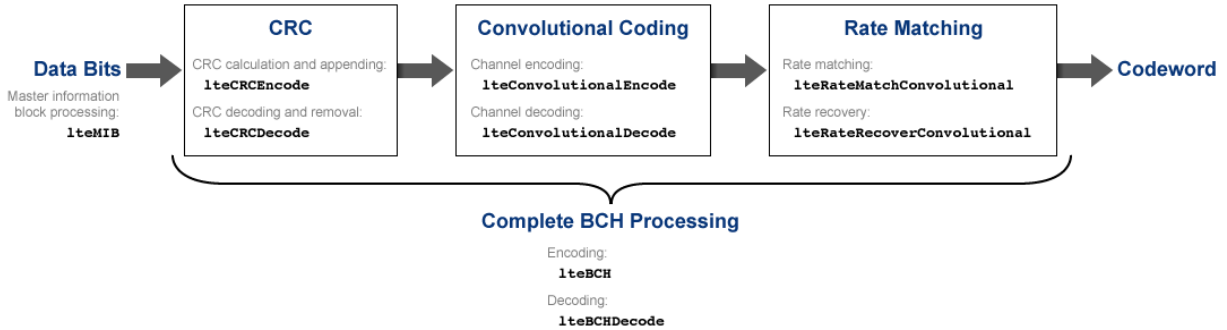 Data Bits
Master information
block processing:
lteMIB
CRC
CRC calculation and appending:
lteCRCEncode
CRC decoding and removal:
lteCRCDecode
Convolutional Coding
Channel encoding:
lteConvolutionalEncode
Channel decoding:
lteConvolutionalDecode
Rate Matching
Rate matching:
lteRateMatchConvolutional
Rate recovery:
lteRateRecoverConvolutional
Codeword
Complete BCH Processing
Encoding:
lteBCH
Decoding:
lteBCHDecode